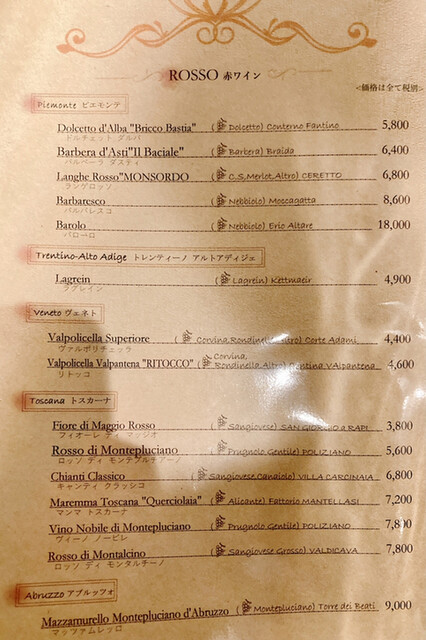 ROSSO 赤ワイン
<価格は全て税別>
Piemonte ピエモンテ
Dolcetto d'Alba "Bricco Bastia" (Dolcetto) Conterno Fantino 5,800
ドルチェット ダルバ
Barbera d'Asti"Il Baciale" (Barbera) Braida 6,400
バルベーラ ダスティ
Langhe Rosso"MONSORDO (C.S,Merlot,Altro) CERETTO 6,800
ランゲロッソ
Barbaresco (Nebbiolo) Moscagatta 8,600
バルバレスコ
Barolo (Nebbiolo) Eric Altare 18,000
バローロ
Trentino-Alto Adige トレンティーノ アルトアディジェ
Lagrein (Lagrein) Kettmaeir 4,900
ラグレイン
Veneto ヴェネト
Valpolicella Superiore (Corvina,Rondinella,Altro) Corte Adami 4,400
ヴァルポリチェッラ
Valpolicella Valpantena "RITOCCO" (Corvina, Rondinella,Altro) Cantina VAlpantena 4,600
リトッコ
Toscana トスカーナ
Fiore di Maggio Rosso (Sangiovese) SAN GIORGIO a RAPI 3,800
フィオーレ ディ マッジオ
Rosso di Montepluciano (Prugnolo Gentile) POLIZIANO 5,600
ロッソ ディ モンテプルチアーノ
Chianti Classico (Sangiovese,Canaiolo) VILLA CARCINAIA 6,800
キャンティ クラッシコ
Maremma Toscana "Querciolaia" (Alicante) Fattoria MANTELLASI 7,200
マンマ トスカーナ
Vino Nobile di Montepluciano (Prugnolo Gentile) POLIZIANO 7,800
ヴィーノ ノービレ
Rosso di Montalcino (Sangiovese Grosso) VALDICAVA 7,800
ロッソ ディ モンタルチーノ
Abruzzo アブルッツォ
Mazzamurello Montepluciano d'Abruzzo (Montepluciano) Torre dei Beati 9,000
マッツァムレッロ